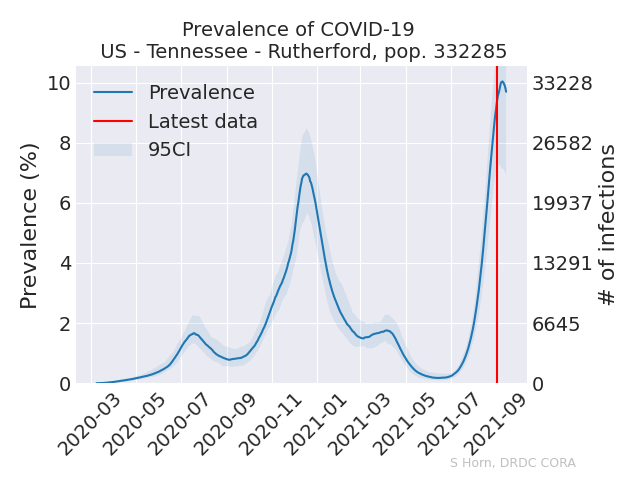 Prevalence of COVID-19
US - Tennessee - Rutherford, pop. 332285
Prevalence
Latest data
95CI
Prevalence (%)
10
8
6
4
2
0
33228
26582
19937
13291
6645
0
# of infections
2020-03
2020-05
2020-07
2020-09
2020-11
2021-01
2021-03
2021-05
2021-07
2021-09
S Horn, DRDC CORA